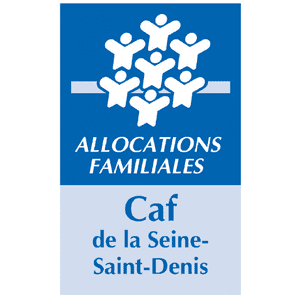 ALLOCATIONS
FAMILIALES
Caf
de la Seine-
Saint-Denis